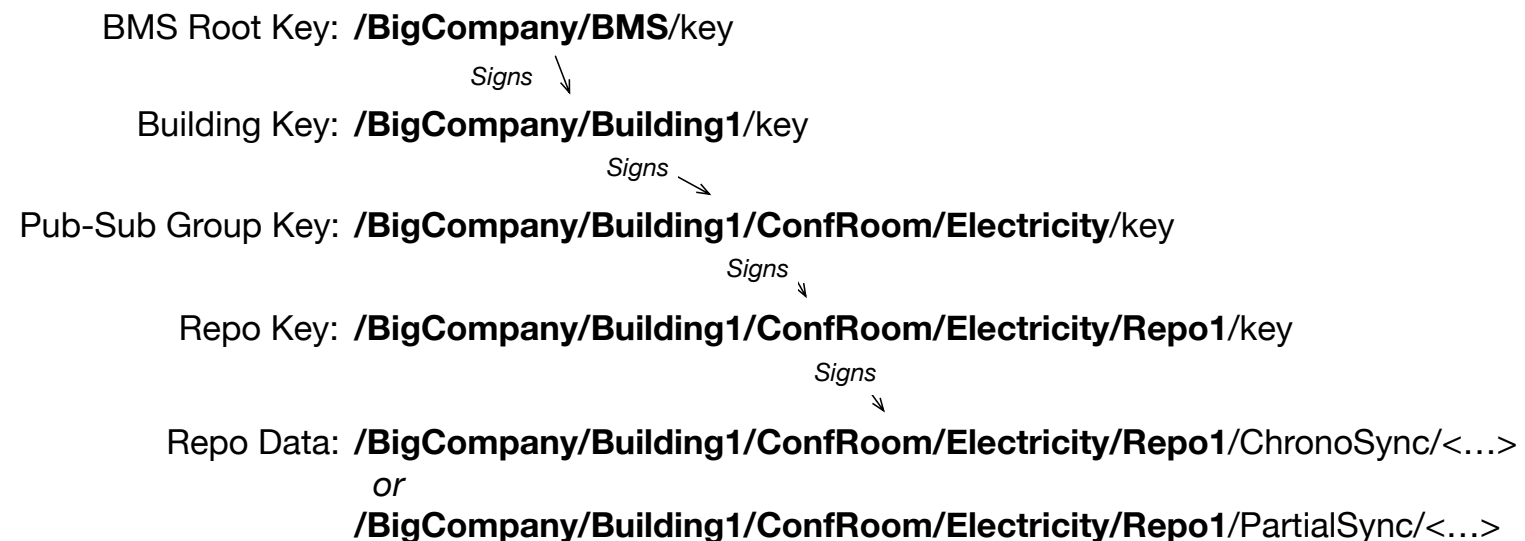 BMS Root Key: /BigCompany/BMS/key
Signs
Building Key: /BigCompany/Building1/key
Signs
Pub-Sub Group Key: /BigCompany/Building1/ConfRoom/Electricity/key
Signs
Repo Key: /BigCompany/Building1/ConfRoom/Electricity/Repo1/key
Signs
Repo Data: /BigCompany/Building1/ConfRoom/Electricity/Repo1/ChronoSync/<…>
or
/BigCompany/Building1/ConfRoom/Electricity/Repo1/PartialSync/<…>